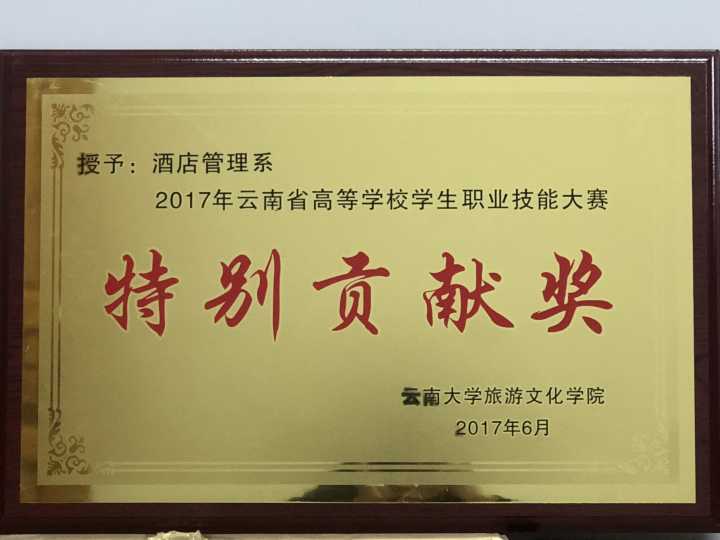 授予：酒店管理系
2017年云南省高等学校学生职业技能大赛
特别贡献奖
云南大学旅游文化学院
2017年6月